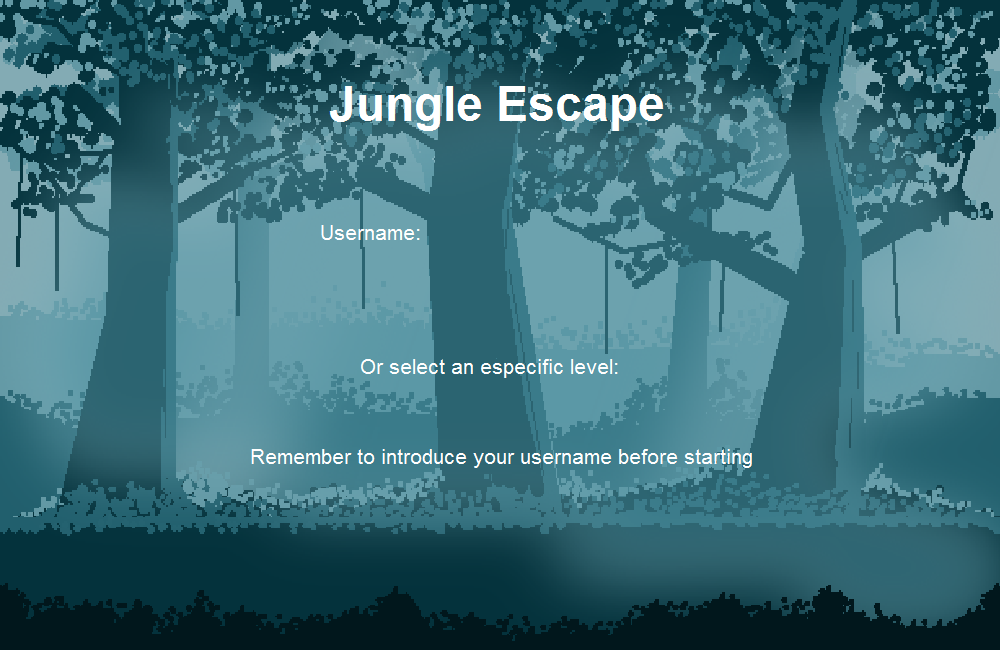 Jungle Escape
Username:
Or select an especific level:
Remember to introduce your username before starting